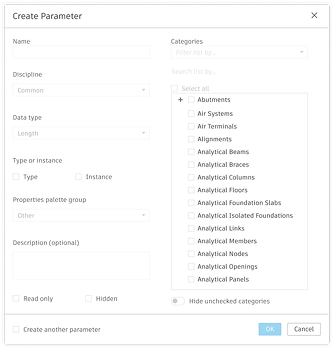 Create Parameter
Name
Discipline
Common
Data type
Length
Type or instance
Type
Instance
Properties palette group
Other
Description (optional)
Read only
Hidden
Categories
Filter list by...
Search list by...
Select all
Abutments
Air Systems
Air Terminals
Alignments
Analytical Beams
Analytical Braces
Analytical Columns
Analytical Floors
Analytical Foundation Slabs
Analytical Isolated Foundations
Analytical Links
Analytical Members
Analytical Nodes
Analytical Openings
Analytical Panels
Hide unchecked categories
Create another parameter
OK
Cancel